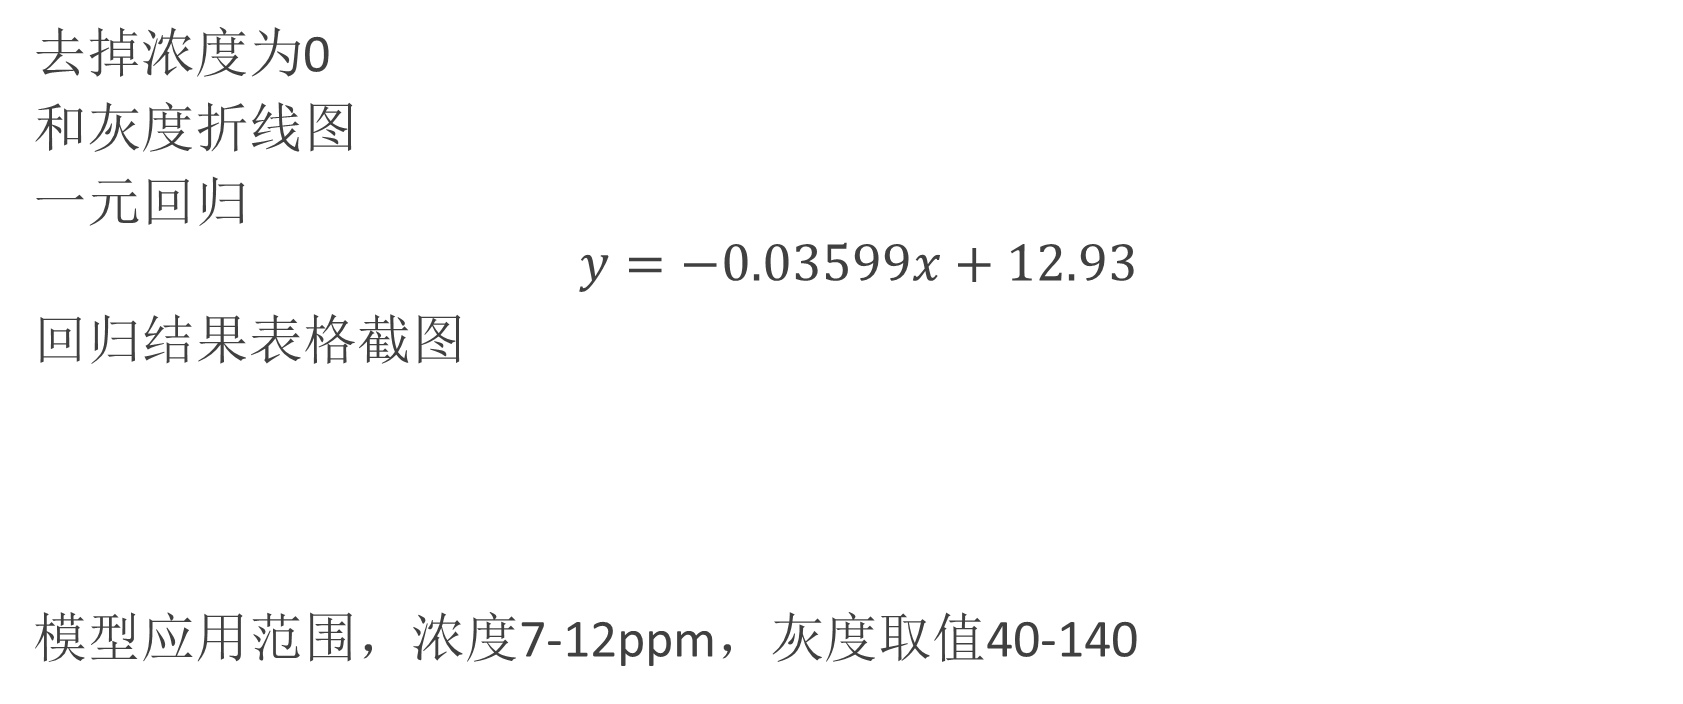 去掉浓度为0
和灰度折线图
一元回归
y = −0.03599x + 12.93
回归结果表格截图
模型应用范围，浓度7-12ppm，灰度取值40-140